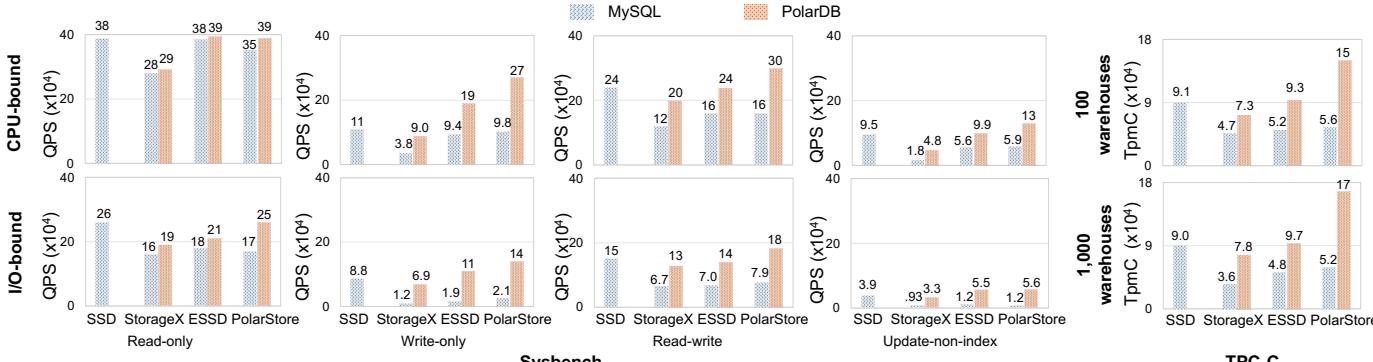 MySQL PolarDB
CPU-bound
QPS (x10⁴)
40
20
0
38
28 29
38 39
35 39
QPS (x10⁴)
40
20
0
11
3.8 9.0
9.4 19
9.8 27
QPS (x10⁴)
40
20
0
24
12 20
16 24
16 30
QPS (x10⁴)
40
20
0
9.5
1.8 4.8
5.6 9.9
5.9 13
100
warehouses
TpmC (x10⁴)
18
9
0
9.1
4.7 7.3
5.2 9.3
5.6 15
I/O-bound
QPS (x10⁴)
40
20
0
26
16 19
18 21
17 25
SSD StorageX ESSD PolarStore
Read-only
QPS (x10⁴)
40
20
0
8.8
1.2 6.9
1.9 11
2.1 14
SSD StorageX ESSD PolarStore
Write-only
QPS (x10⁴)
40
20
0
15
6.7 13
7.0 14
7.9 18
SSD StorageX ESSD PolarStore
Read-write
QPS (x10⁴)
40
20
0
3.9
.93 3.3
1.2 5.5
1.2 5.6
SSD StorageX ESSD PolarStore
Update-non-index
1,000
warehouses
TpmC (x10⁴)
18
9
0
9.0
3.6 7.8
4.8 9.7
5.2 17
SSD StorageX ESSD PolarStore
Sysbench
TPC-C